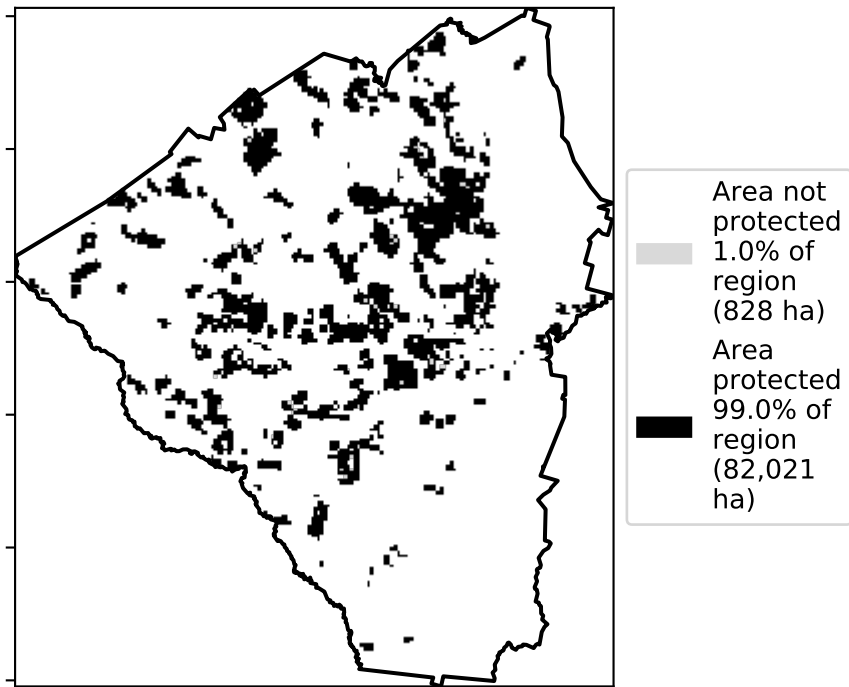 Area not
protected
1.0% of
region
(828 ha)
Area
protected
99.0% of
region
(82,021
ha)